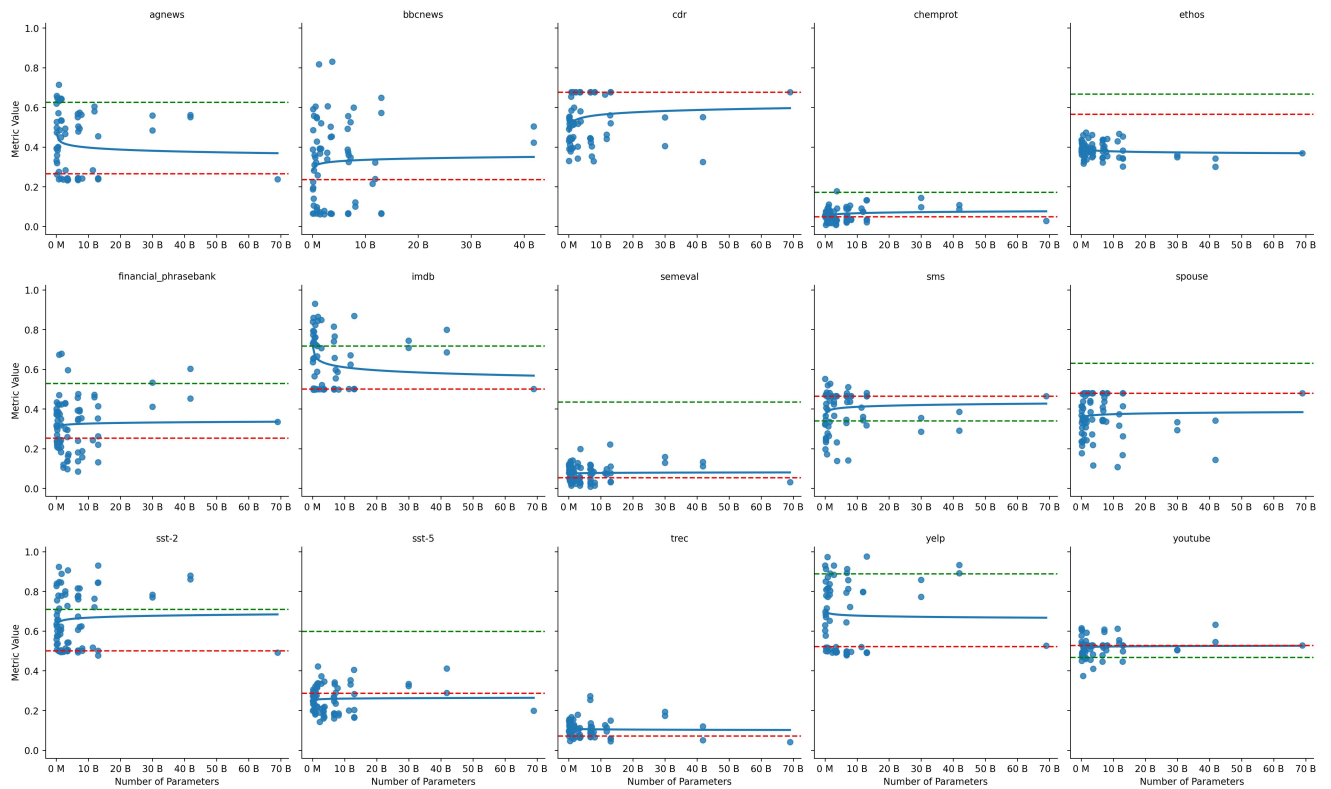 agnews
bbcnews
cdr
chemprot
ethos
Metric Value
1.0
0.8
0.6
0.4
0.2
0.0
0 M 10 B 20 B 30 B 40 B 50 B 60 B 70 B
0 M 10 B 20 B 30 B 40 B
0 M 10 B 20 B 30 B 40 B 50 B 60 B 70 B
0 M 10 B 20 B 30 B 40 B 50 B 60 B 70 B
0 M 10 B 20 B 30 B 40 B 50 B 60 B 70 B
financial_phrasebank
imdb
semeval
sms
spouse
Metric Value
1.0
0.8
0.6
0.4
0.2
0.0
0 M 10 B 20 B 30 B 40 B 50 B 60 B 70 B
0 M 10 B 20 B 30 B 40 B 50 B 60 B 70 B
0 M 10 B 20 B 30 B 40 B 50 B 60 B 70 B
0 M 10 B 20 B 30 B 40 B 50 B 60 B 70 B
0 M 10 B 20 B 30 B 40 B 50 B 60 B 70 B
sst-2
sst-5
trec
yelp
youtube
Metric Value
1.0
0.8
0.6
0.4
0.2
0.0
0 M 10 B 20 B 30 B 40 B 50 B 60 B 70 B
0 M 10 B 20 B 30 B 40 B 50 B 60 B 70 B
0 M 10 B 20 B 30 B 40 B 50 B 60 B 70 B
0 M 10 B 20 B 30 B 40 B 50 B 60 B 70 B
0 M 10 B 20 B 30 B 40 B 50 B 60 B 70 B
Number of Parameters
Number of Parameters
Number of Parameters
Number of Parameters
Number of Parameters